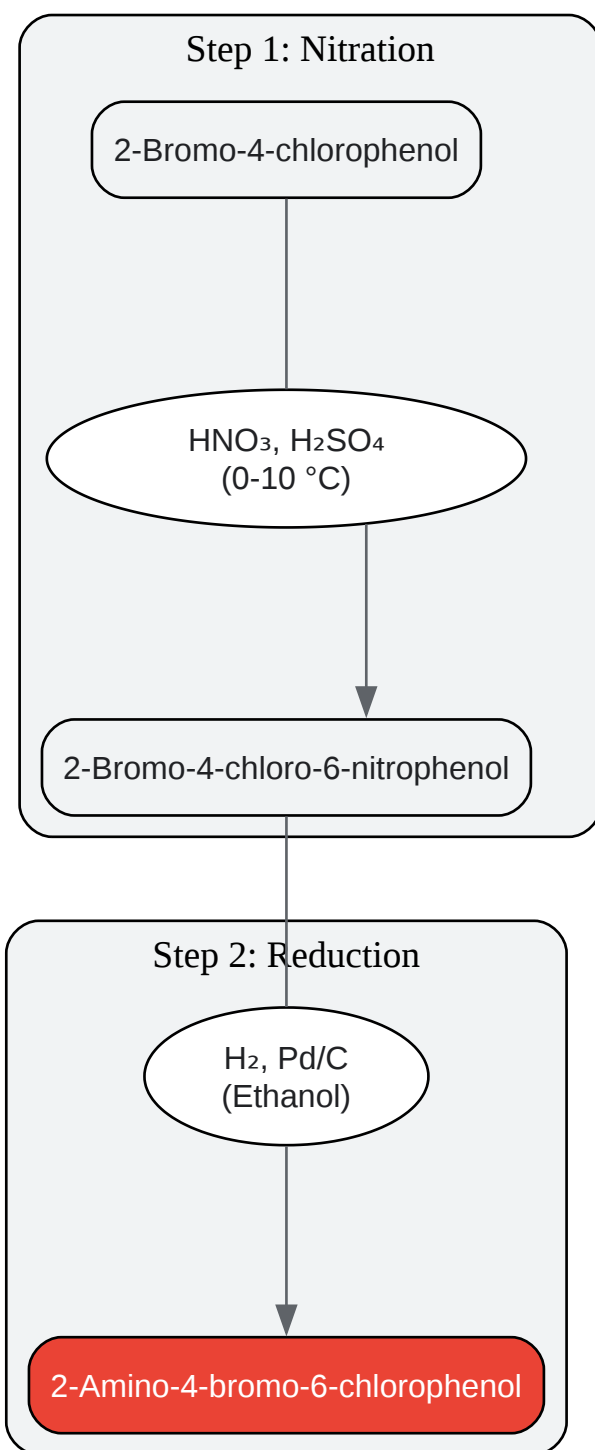 Step 1: Nitration
2-Bromo-4-chlorophenol
HNO₃, H₂SO₄
(0-10 °C)
2-Bromo-4-chloro-6-nitrophenol
Step 2: Reduction
H₂, Pd/C
(Ethanol)
2-Amino-4-bromo-6-chlorophenol